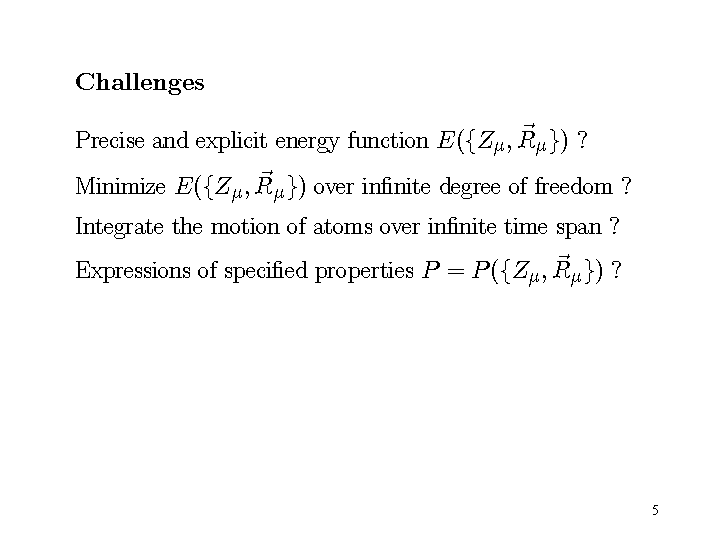 Challenges
Precise and explicit energy function $E(\{Z_\mu, \vec{R}_\mu\})$ ?
Minimize $E(\{Z_\mu, \vec{R}_\mu\})$ over infinite degree of freedom ?
Integrate the motion of atoms over infinite time span ?
Expressions of specified properties $P = P(\{Z_\mu, \vec{R}_\mu\})$ ?
5